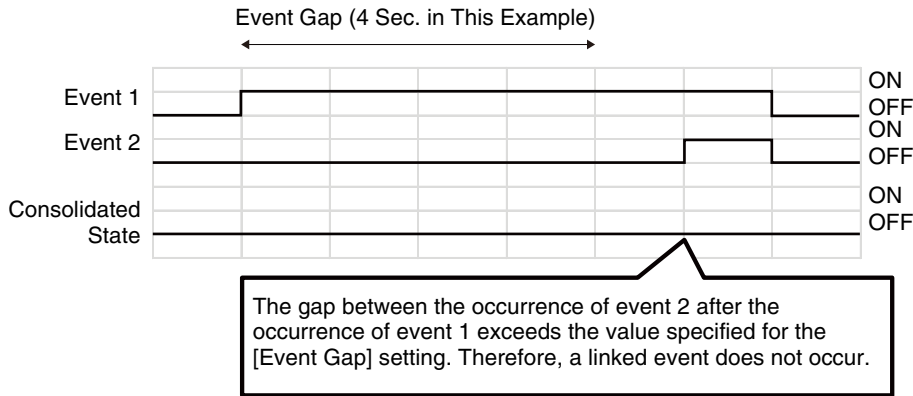 Event Gap (4 Sec. in This Example)
Event 1
ON
OFF
Event 2
ON
OFF
Consolidated
State
ON
OFF
The gap between the occurrence of event 2 after the
occurrence of event 1 exceeds the value specified for the
[Event Gap] setting. Therefore, a linked event does not occur.